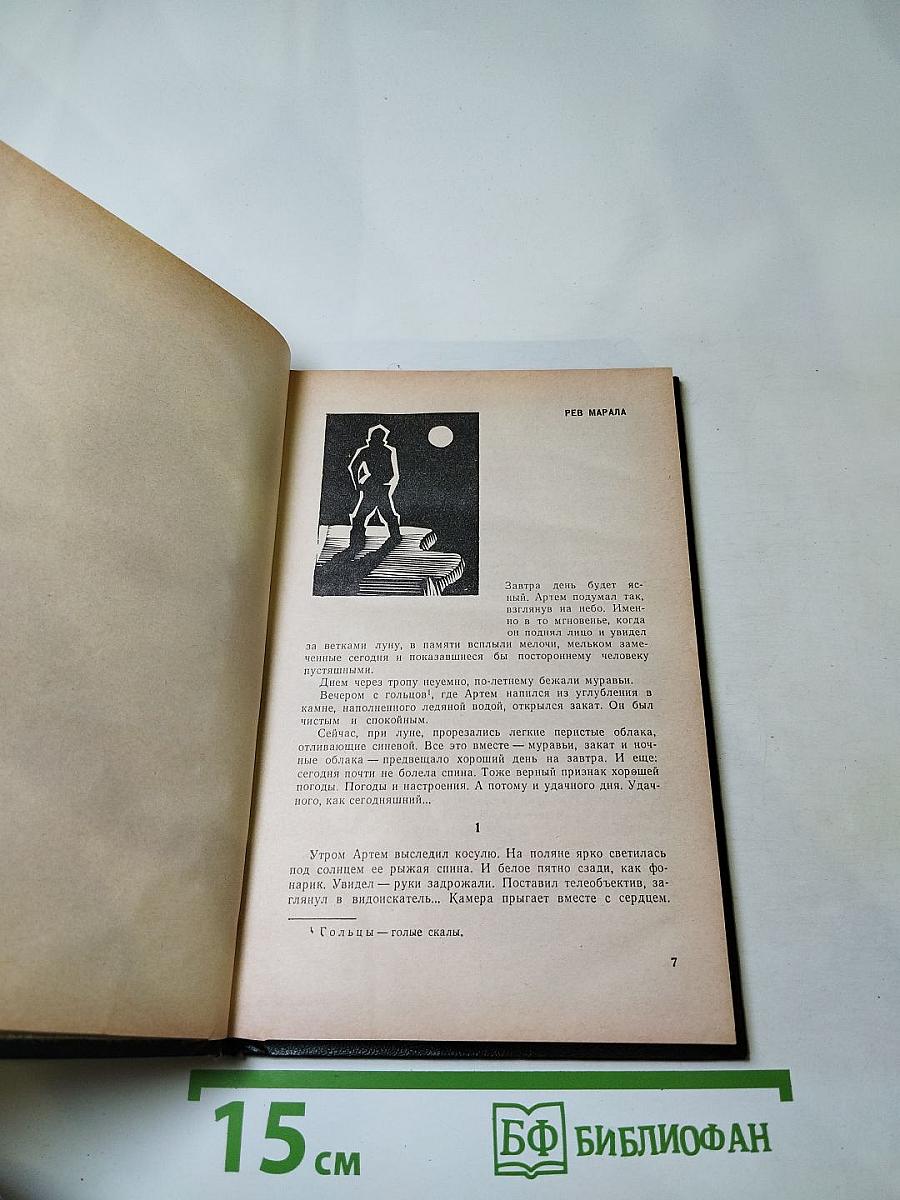 РЕВ МАРАЛА
Завтра день будет яс-
ный. Артем подумал так,
взглянув на небо. Имен-
но в то мгновенье, когда
он поднял лицо и увидел
за ветками луну, в памяти всплыли мелочи, мельком заме-
ченные сегодня и показавшиеся бы постороннему человеку
пустяшными.
Днем через тропу неуемно, по-летнему бежали муравьи.
Вечером с гольцов¹, где Артем напился из углубления в
камне, наполненного ледяной водой, открылся закат. Он был
чистым и спокойным.
Сейчас, при луне, прорезались легкие перистые облака,
отливающие синевой. Все это вместе — муравьи, закат и ноч-
ные облака — предвещало хороший день на завтра. И еще:
сегодня почти не болела спина. Тоже верный признак хорошей
погоды. Погоды и настроения. А потому и удачного дня. Удач-
ного, как сегодняшний...
1
Утром Артем выследил косулю. На поляне ярко светилась
под солнцем ее рыжая спина. И белое пятно сзади, как фо-
нарик. Увидел — руки задрожали. Поставил телеобъектив, за-
глянул в видоискатель... Камера прыгает вместе с сердцем.
¹ Гольцы — голые скалы.
7
15 см
БФ БИБЛИОФАН